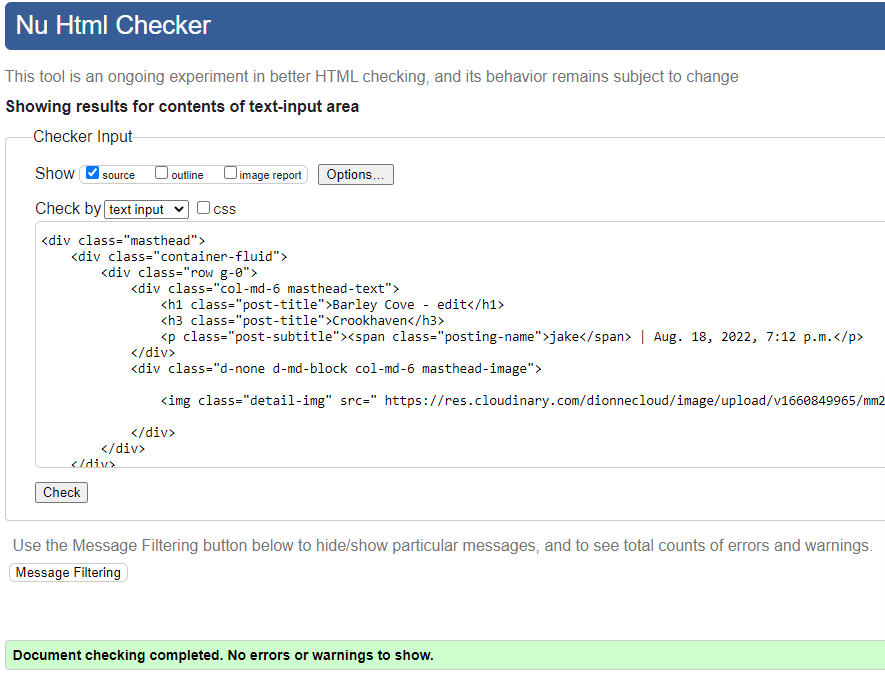 Nu Html Checker
This tool is an ongoing experiment in better HTML checking, and its behavior remains subject to change
Showing results for contents of text-input area
Checker Input
Show source outline image report Options...
Check by text input css
<div class="masthead">
    <div class="container-fluid">
        <div class="row g-0">
            <div class="col-md-6 masthead-text">
                <h1 class="post-title">Barley Cove - edit</h1>
                <h3 class="post-title">Crookhaven</h3>
                <p class="post-subtitle"><span class="posting-name">jake</span> | Aug. 18, 2022, 7:12 p.m.</p>
            </div>
            <div class="d-none d-md-block col-md-6 masthead-image">
                <img class="detail-img" src=" https://res.cloudinary.com/dionnecloud/image/upload/v1660849965/mm2
            </div>
        </div>
    </div>
Check
Use the Message Filtering button below to hide/show particular messages, and to see total counts of errors and warnings.
Message Filtering
Document checking completed. No errors or warnings to show.